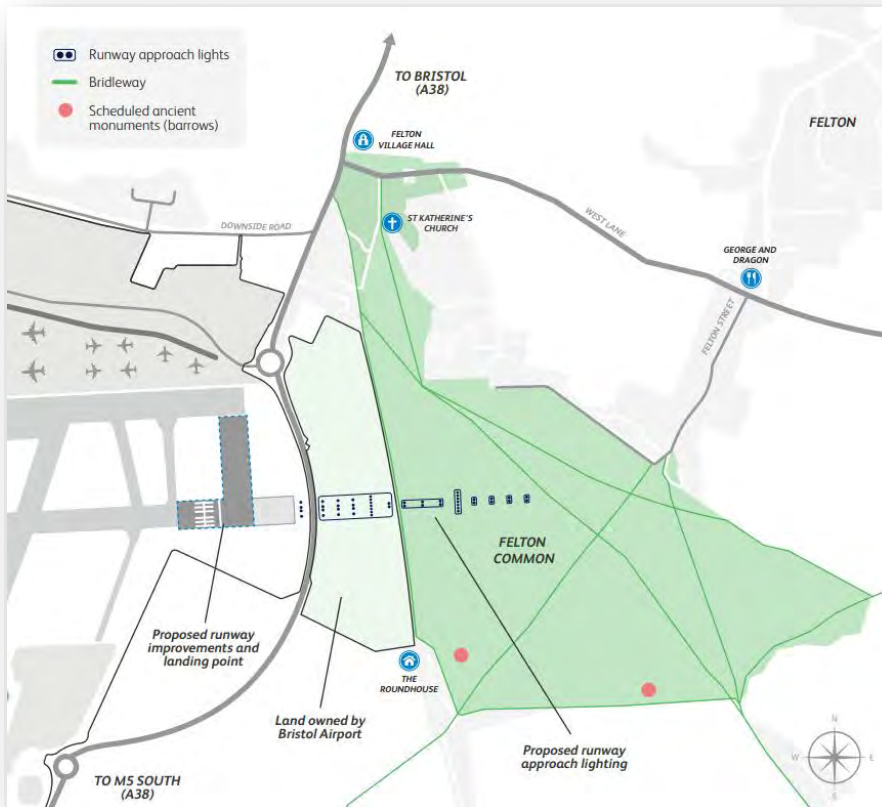 Runway approach lights
Bridleway
Scheduled ancient
monuments (barrows)
TO BRISTOL
(A38)
FELTON
VILLAGE HALL
FELTON
ST KATHERINE'S
CHURCH
DOWNSIDE ROAD
WEST LANE
GEORGE AND
DRAGON
FELTON STREET
FELTON
COMMON
Proposed runway
improvements and
landing point
THE
ROUNDHOUSE
Land owned by
Bristol Airport
Proposed runway
approach lighting
N
W
E
S
TO M5 SOUTH
(A38)